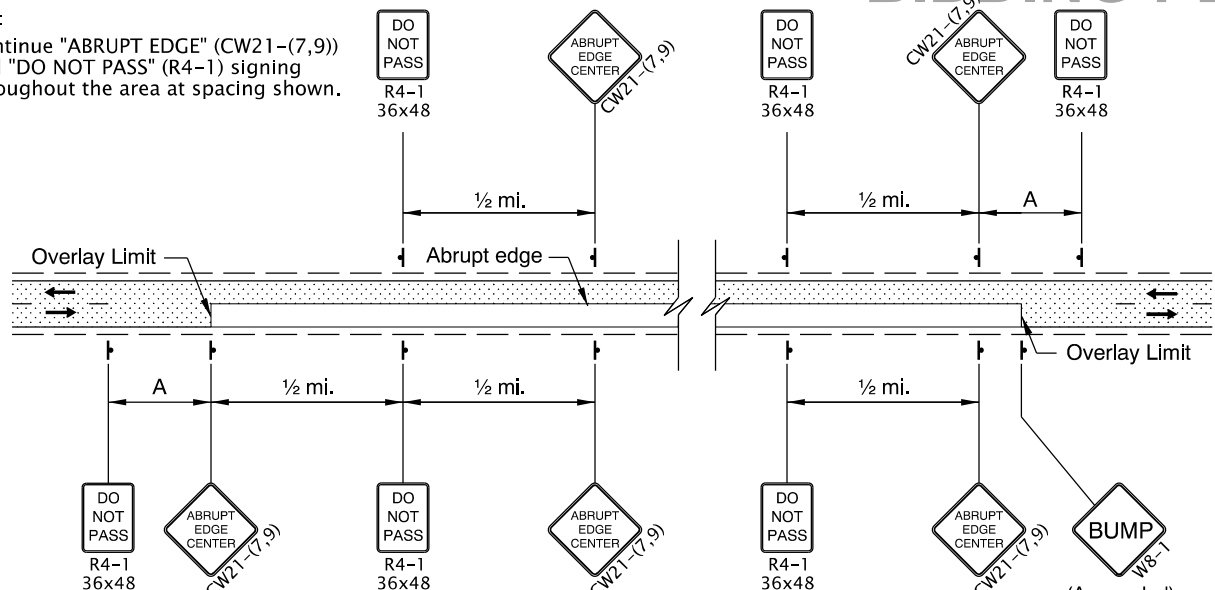 "ABRUPT EDGE" (CW21-(7,9))
"DO NOT PASS" (R4-1) signing
the area at spacing shown.
DO
NOT
PASS
R4-1
36x48
ABRUPT
EDGE
CENTER
CW21-(7,9)
DO
NOT
PASS
R4-1
36x48
CW21-(7,9)
ABRUPT
EDGE
CENTER
DO
NOT
PASS
R4-1
36x48
½ mi.
½ mi.
A
Overlay Limit
Abrupt edge
Overlay Limit
A
½ mi.
½ mi.
½ mi.
DO
NOT
PASS
R4-1
36x48
ABRUPT
EDGE
CENTER
CW21-(7,9)
DO
NOT
PASS
R4-1
36x48
ABRUPT
EDGE
CENTER
CW21-(7,9)
DO
NOT
PASS
R4-1
36x48
ABRUPT
EDGE
CENTER
CW21-(7,9)
BUMP
W8-1